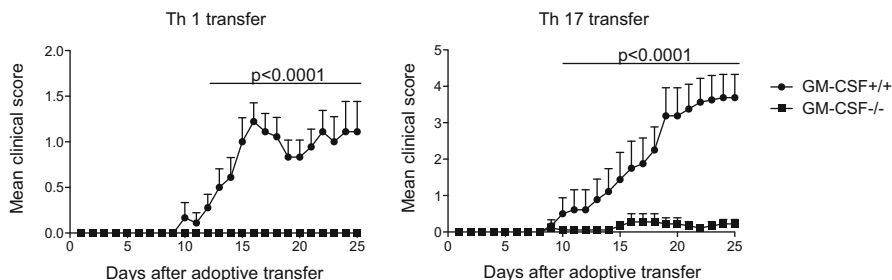 Th 1 transfer
Mean clinical score
2.0
1.5
1.0
0.5
0.0
p<0.0001
0 5 10 15 20 25
Days after adoptive transfer
Th 17 transfer
Mean clinical score
5
4
3
2
1
0
p<0.0001
0 5 10 15 20 25
Days after adoptive transfer
GM-CSF+/+
GM-CSF-/-